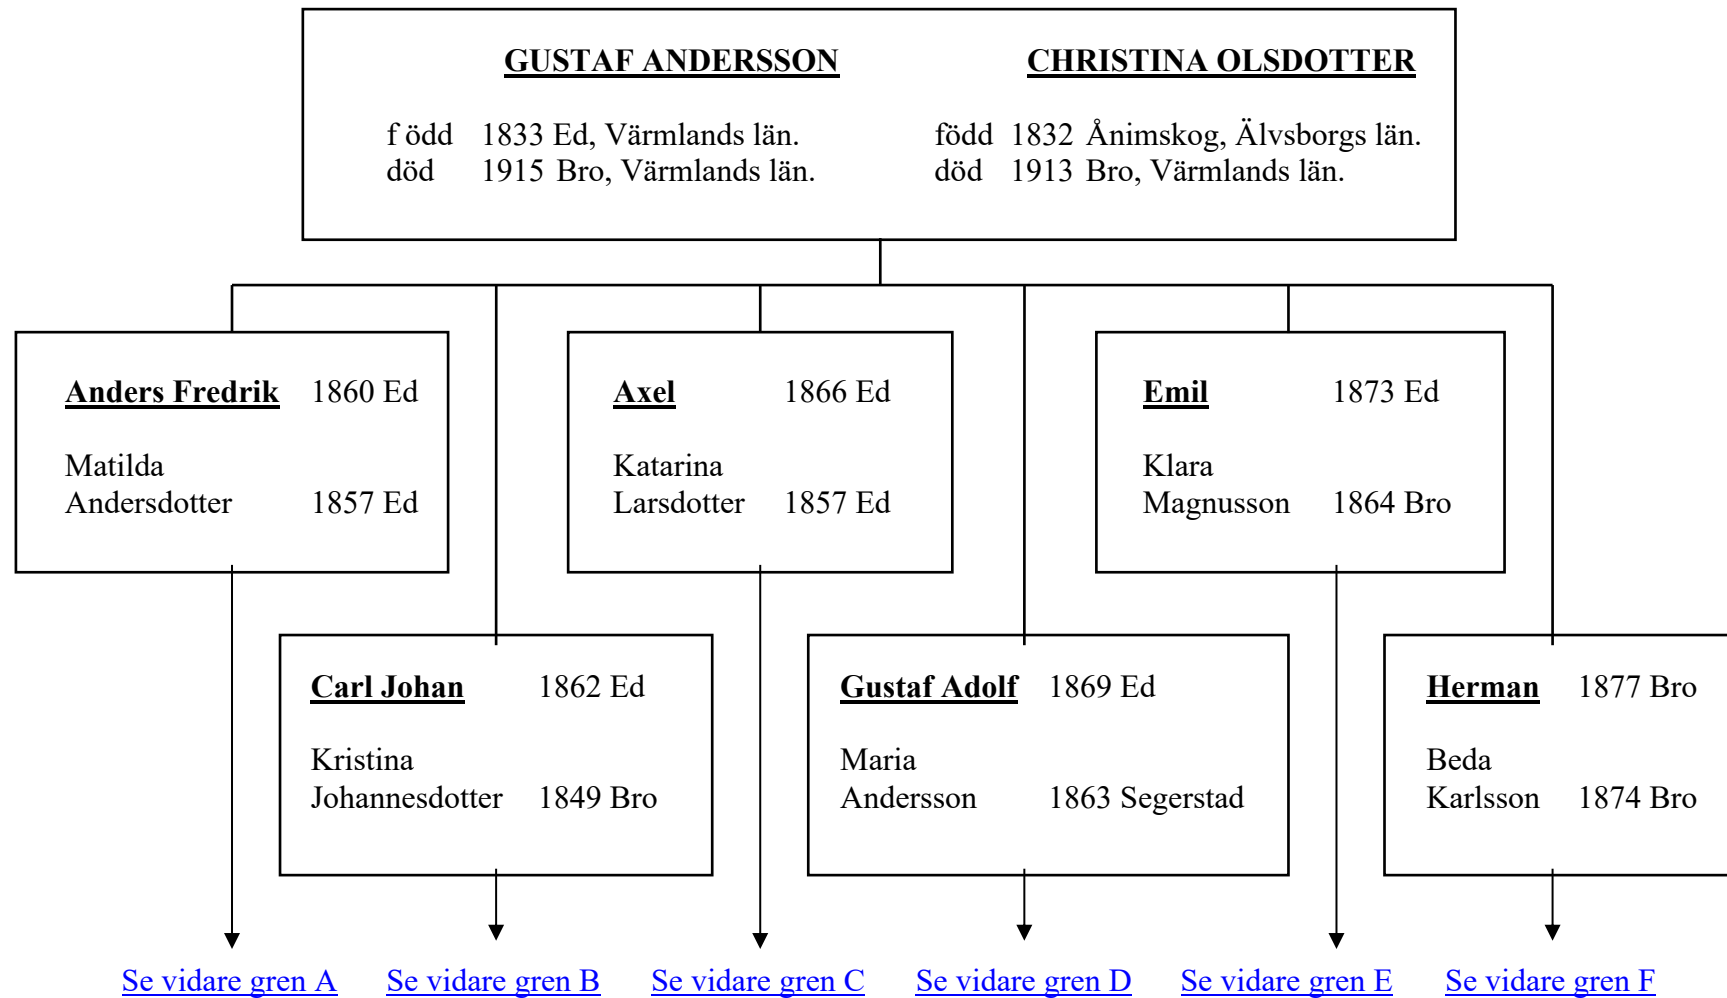 GUSTAF ANDERSSON
f ödd 1833 Ed, Värmlands län.
död 1915 Bro, Värmlands län.
CHRISTINA OLSDOTTER
född 1832 Ånimskog, Älvsborgs län.
död 1913 Bro, Värmlands län.
Anders Fredrik 1860 Ed
Matilda
Andersdotter 1857 Ed
Axel 1866 Ed
Katarina
Larsdotter 1857 Ed
Emil 1873 Ed
Klara
Magnusson 1864 Bro
Carl Johan 1862 Ed
Kristina
Johannesdotter 1849 Bro
Gustaf Adolf 1869 Ed
Maria
Andersson 1863 Segerstad
Herman 1877 Bro
Beda
Karlsson 1874 Bro
Se vidare gren A
Se vidare gren B
Se vidare gren C
Se vidare gren D
Se vidare gren E
Se vidare gren F